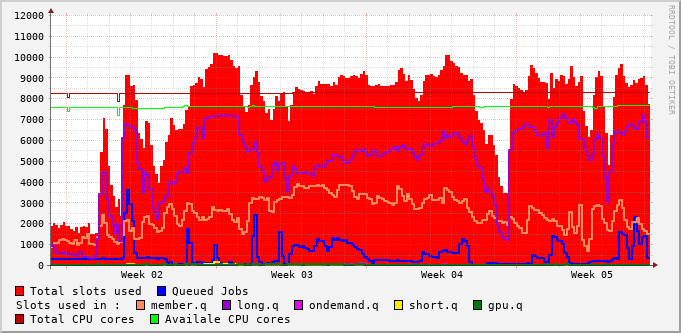 12000
11000
10000
9000
8000
7000
6000
5000
4000
3000
2000
1000
0
Week 02 Week 03 Week 04 Week 05
RRDTOOL / TOBI OETIKER
Total slots used Queued Jobs
Slots used in : member.q long.q ondemand.q short.q gpu.q
Total CPU cores Availale CPU cores